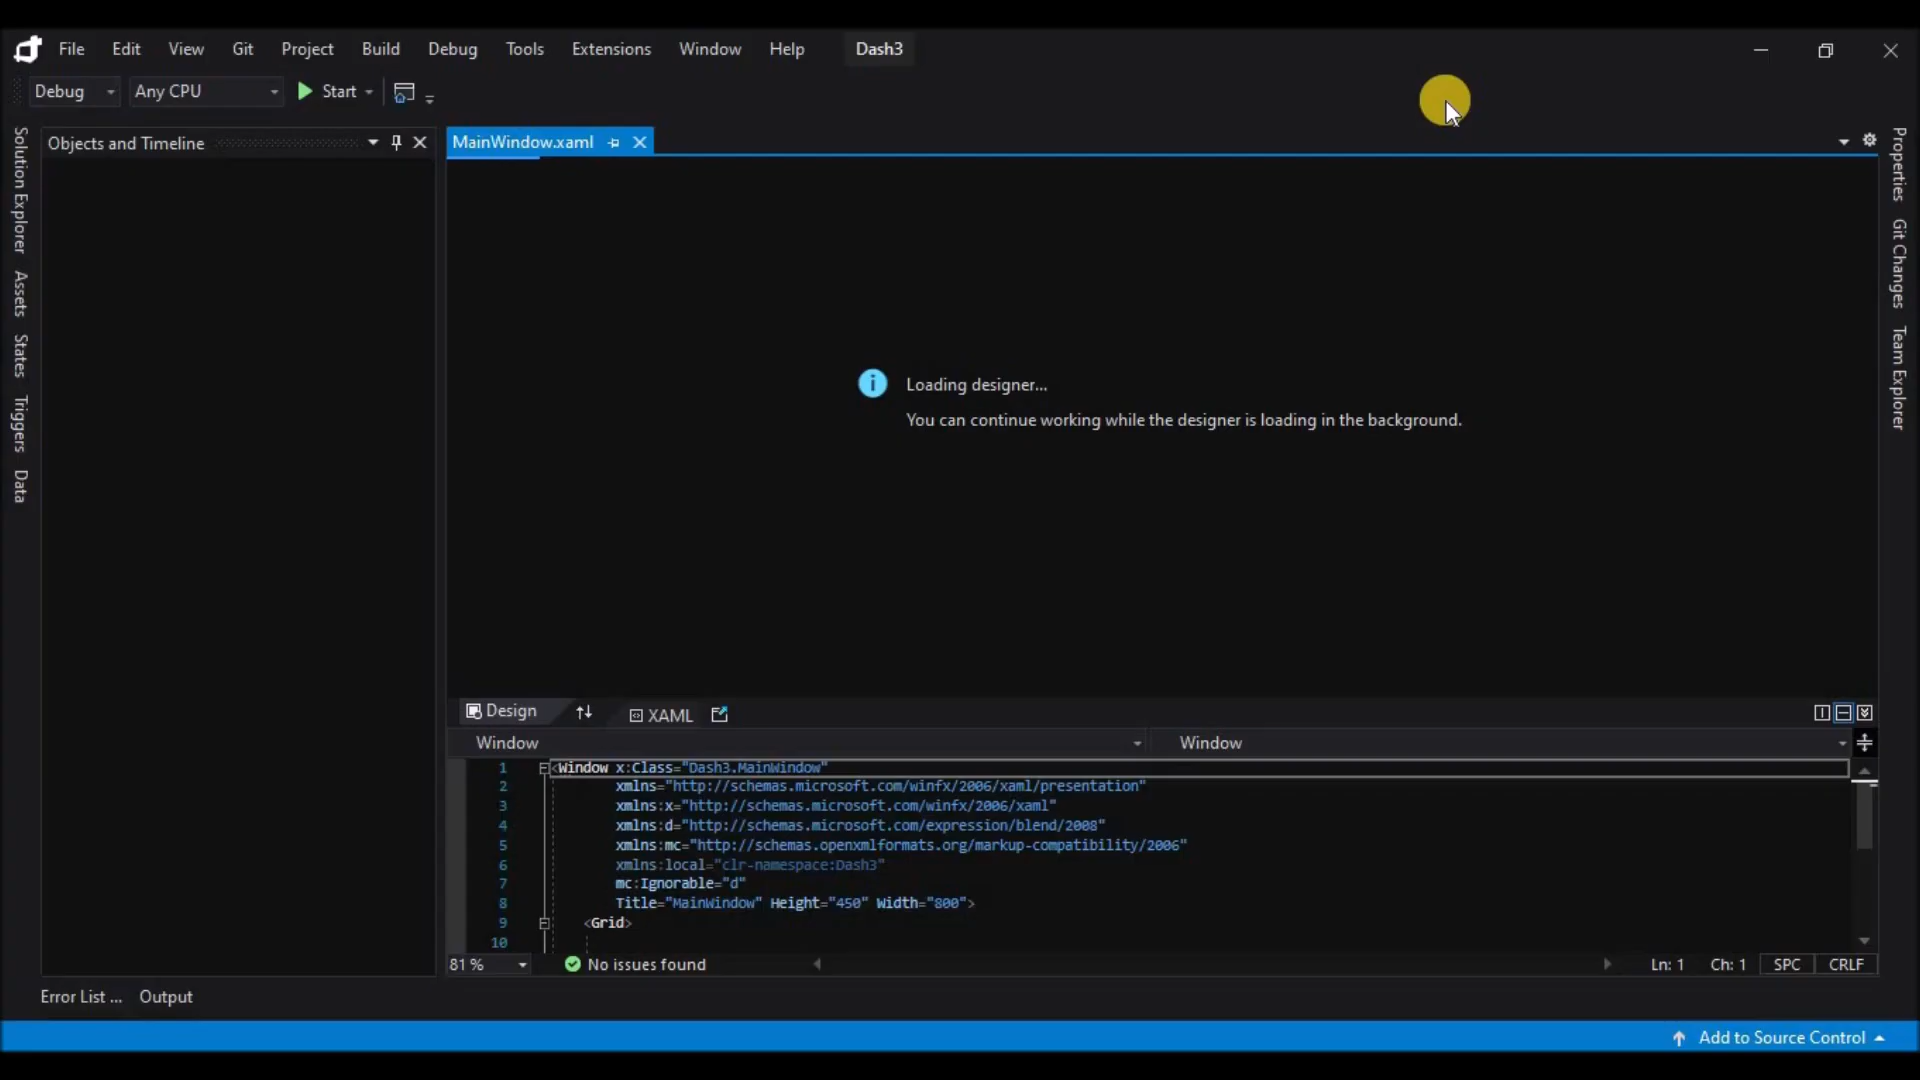 File Edit View Git Project Build Debug Tools Extensions Window Help Dash3
Debug Any CPU Start
Solution Explorer
Assets
States
Triggers
Data
Objects and Timeline
MainWindow.xaml
Loading designer...
You can continue working while the designer is loading in the background.
Design XAML
Window Window
1 <Window x:Class="Dash3.MainWindow"
2 xmlns="http://schemas.microsoft.com/winfx/2006/xaml/presentation"
3 xmlns:x="http://schemas.microsoft.com/winfx/2006/xaml"
4 xmlns:d="http://schemas.microsoft.com/expression/blend/2008"
5 xmlns:mc="http://schemas.openxmlformats.org/markup-compatibility/2006"
6 xmlns:local="clr-namespace:Dash3"
7 mc:Ignorable="d"
8 Title="MainWindow" Height="450" Width="800">
9 <Grid>
10
81 % No issues found Ln: 1 Ch: 1 SPC CRLF
Properties
Git Changes
Team Explorer
Error List ... Output
Add to Source Control